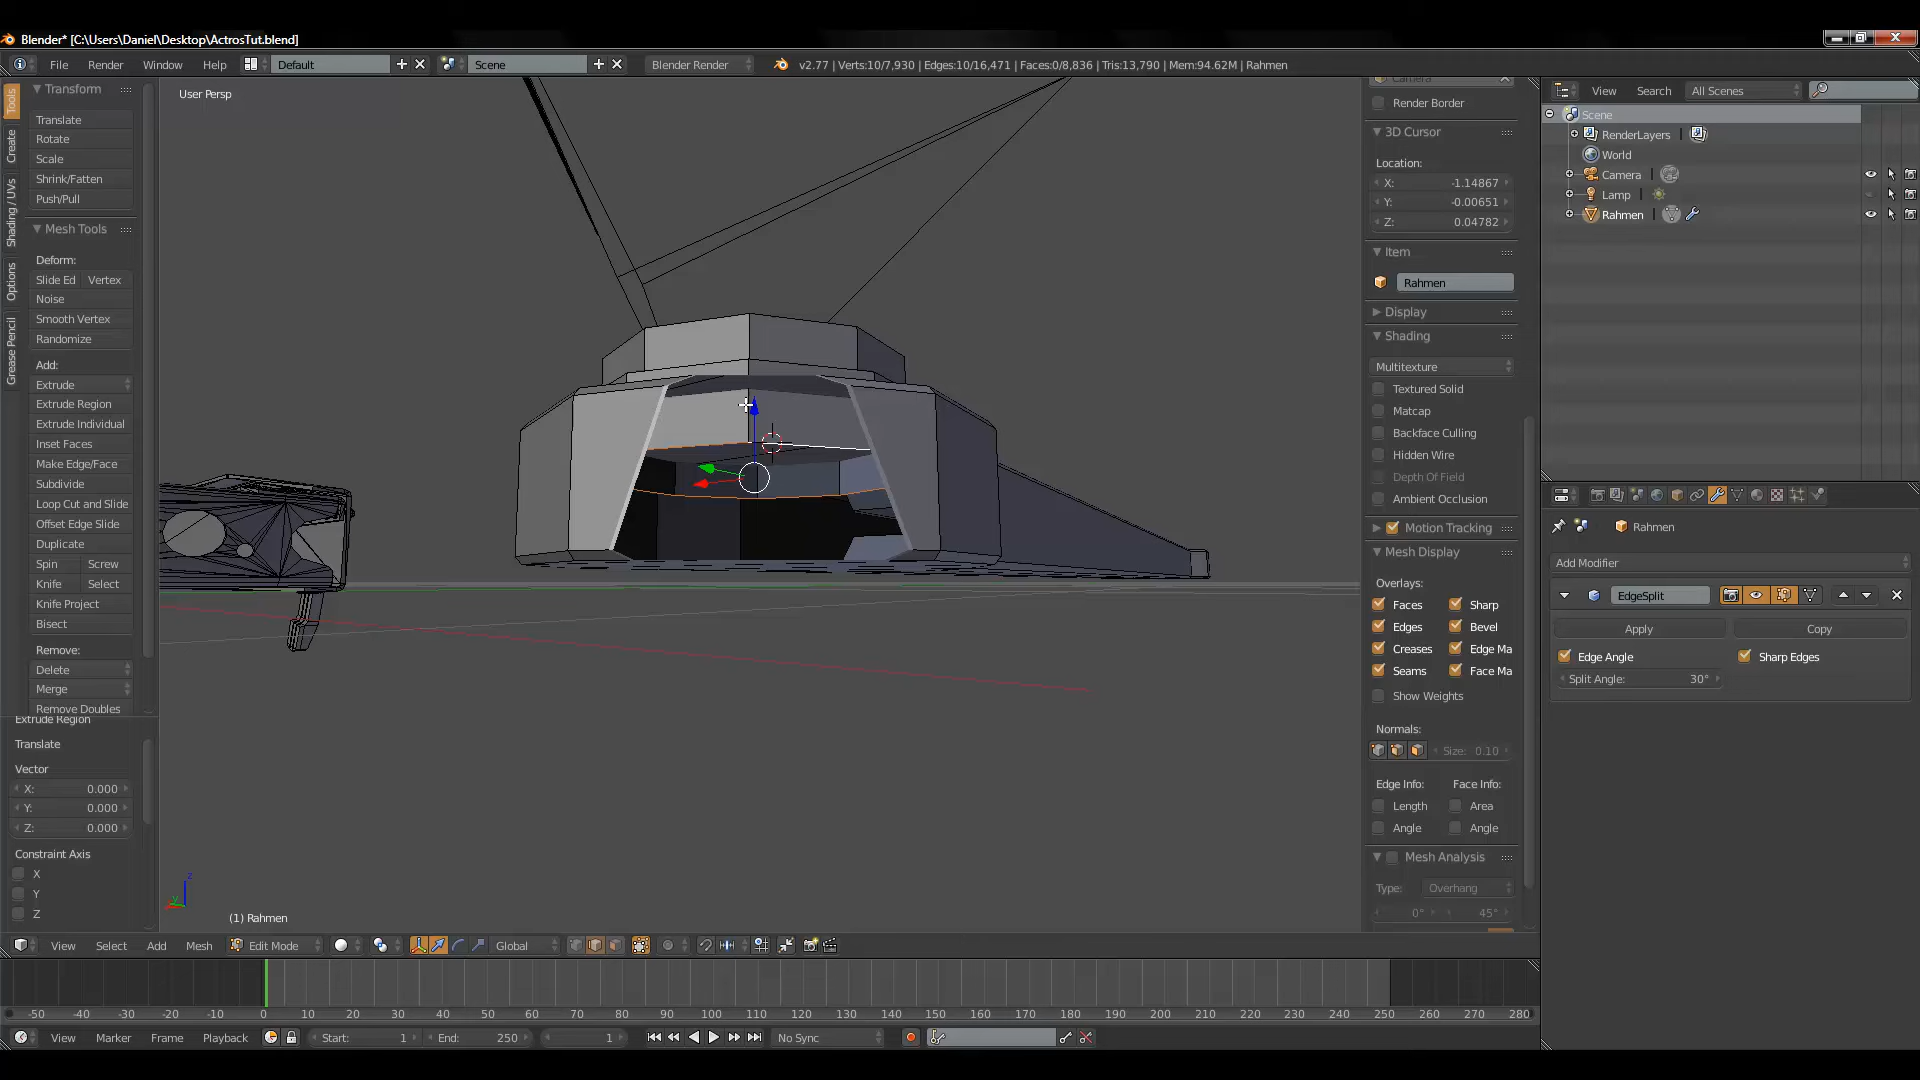 Blender* [C:\Users\Daniel\Desktop\ActrosTut.blend]
File Render Window Help Default Scene Blender Render v2.77 | Verts:10/7,930 | Edges:10/16,471 | Faces:0/8,836 | Tris:13,790 | Mem:94.62M | Rahmen
Tools
Create
Shading / UVs
Options
Grease Pencil
Transform
Translate
Rotate
Scale
Shrink/Fatten
Push/Pull
Mesh Tools
Deform:
Slide Ed Vertex
Noise
Smooth Vertex
Randomize
Add:
Extrude
Extrude Region
Extrude Individual
Inset Faces
Make Edge/Face
Subdivide
Loop Cut and Slide
Offset Edge Slide
Duplicate
Spin Screw
Knife Select
Knife Project
Bisect
Remove:
Delete
Merge
Remove Doubles
Extrude Region
Translate
Vector
X: 0.000
Y: 0.000
Z: 0.000
Constraint Axis
X
Y
Z
User Persp
(1) Rahmen
z
y
Camera
Render Border
3D Cursor
Location:
X: -1.14867
Y: -0.00651
Z: 0.04782
Item
Rahmen
Display
Shading
Multitexture
Textured Solid
Matcap
Backface Culling
Hidden Wire
Depth Of Field
Ambient Occlusion
Motion Tracking
Mesh Display
Overlays:
Faces Sharp
Edges Bevel
Creases Edge Ma
Seams Face Ma
Show Weights
Normals:
Size: 0.10
Edge Info: Face Info:
Length Area
Angle Angle
Mesh Analysis
Type: Overhang
0° 45°
View Search All Scenes
Scene
RenderLayers
World
Camera
Lamp
Rahmen
Rahmen
Add Modifier
EdgeSplit
Apply Copy
Edge Angle Sharp Edges
Split Angle: 30°
View Select Add Mesh Edit Mode Global
-50 -40 -30 -20 -10 0 10 20 30 40 50 60 70 80 90 100 110 120 130 140 150 160 170 180 190 200 210 220 230 240 250 260 270 280
View Marker Frame Playback Start: 1 End: 250 1 No Sync